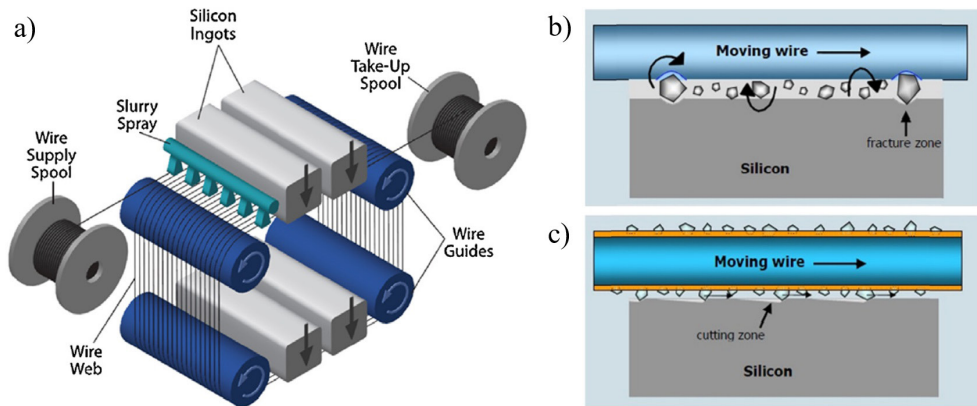 a)
Silicon
Ingots
Wire
Take-Up
Spool
Slurry
Spray
Wire
Supply
Spool
Wire
Guides
Wire
Web
b)
Moving wire
fracture zone
Silicon
c)
Moving wire
cutting zone
Silicon